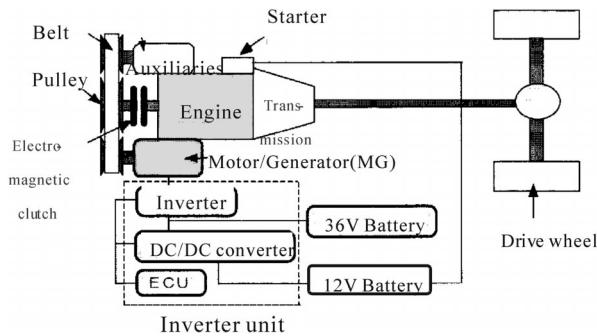 Belt
Starter
Auxiliaries
Pulley
Engine
Trans-
mission
Electro-
magnetic
clutch
Motor/Generator(MG)
Inverter
36V Battery
DC/DC converter
Drive wheel
ECU
12V Battery
Inverter unit